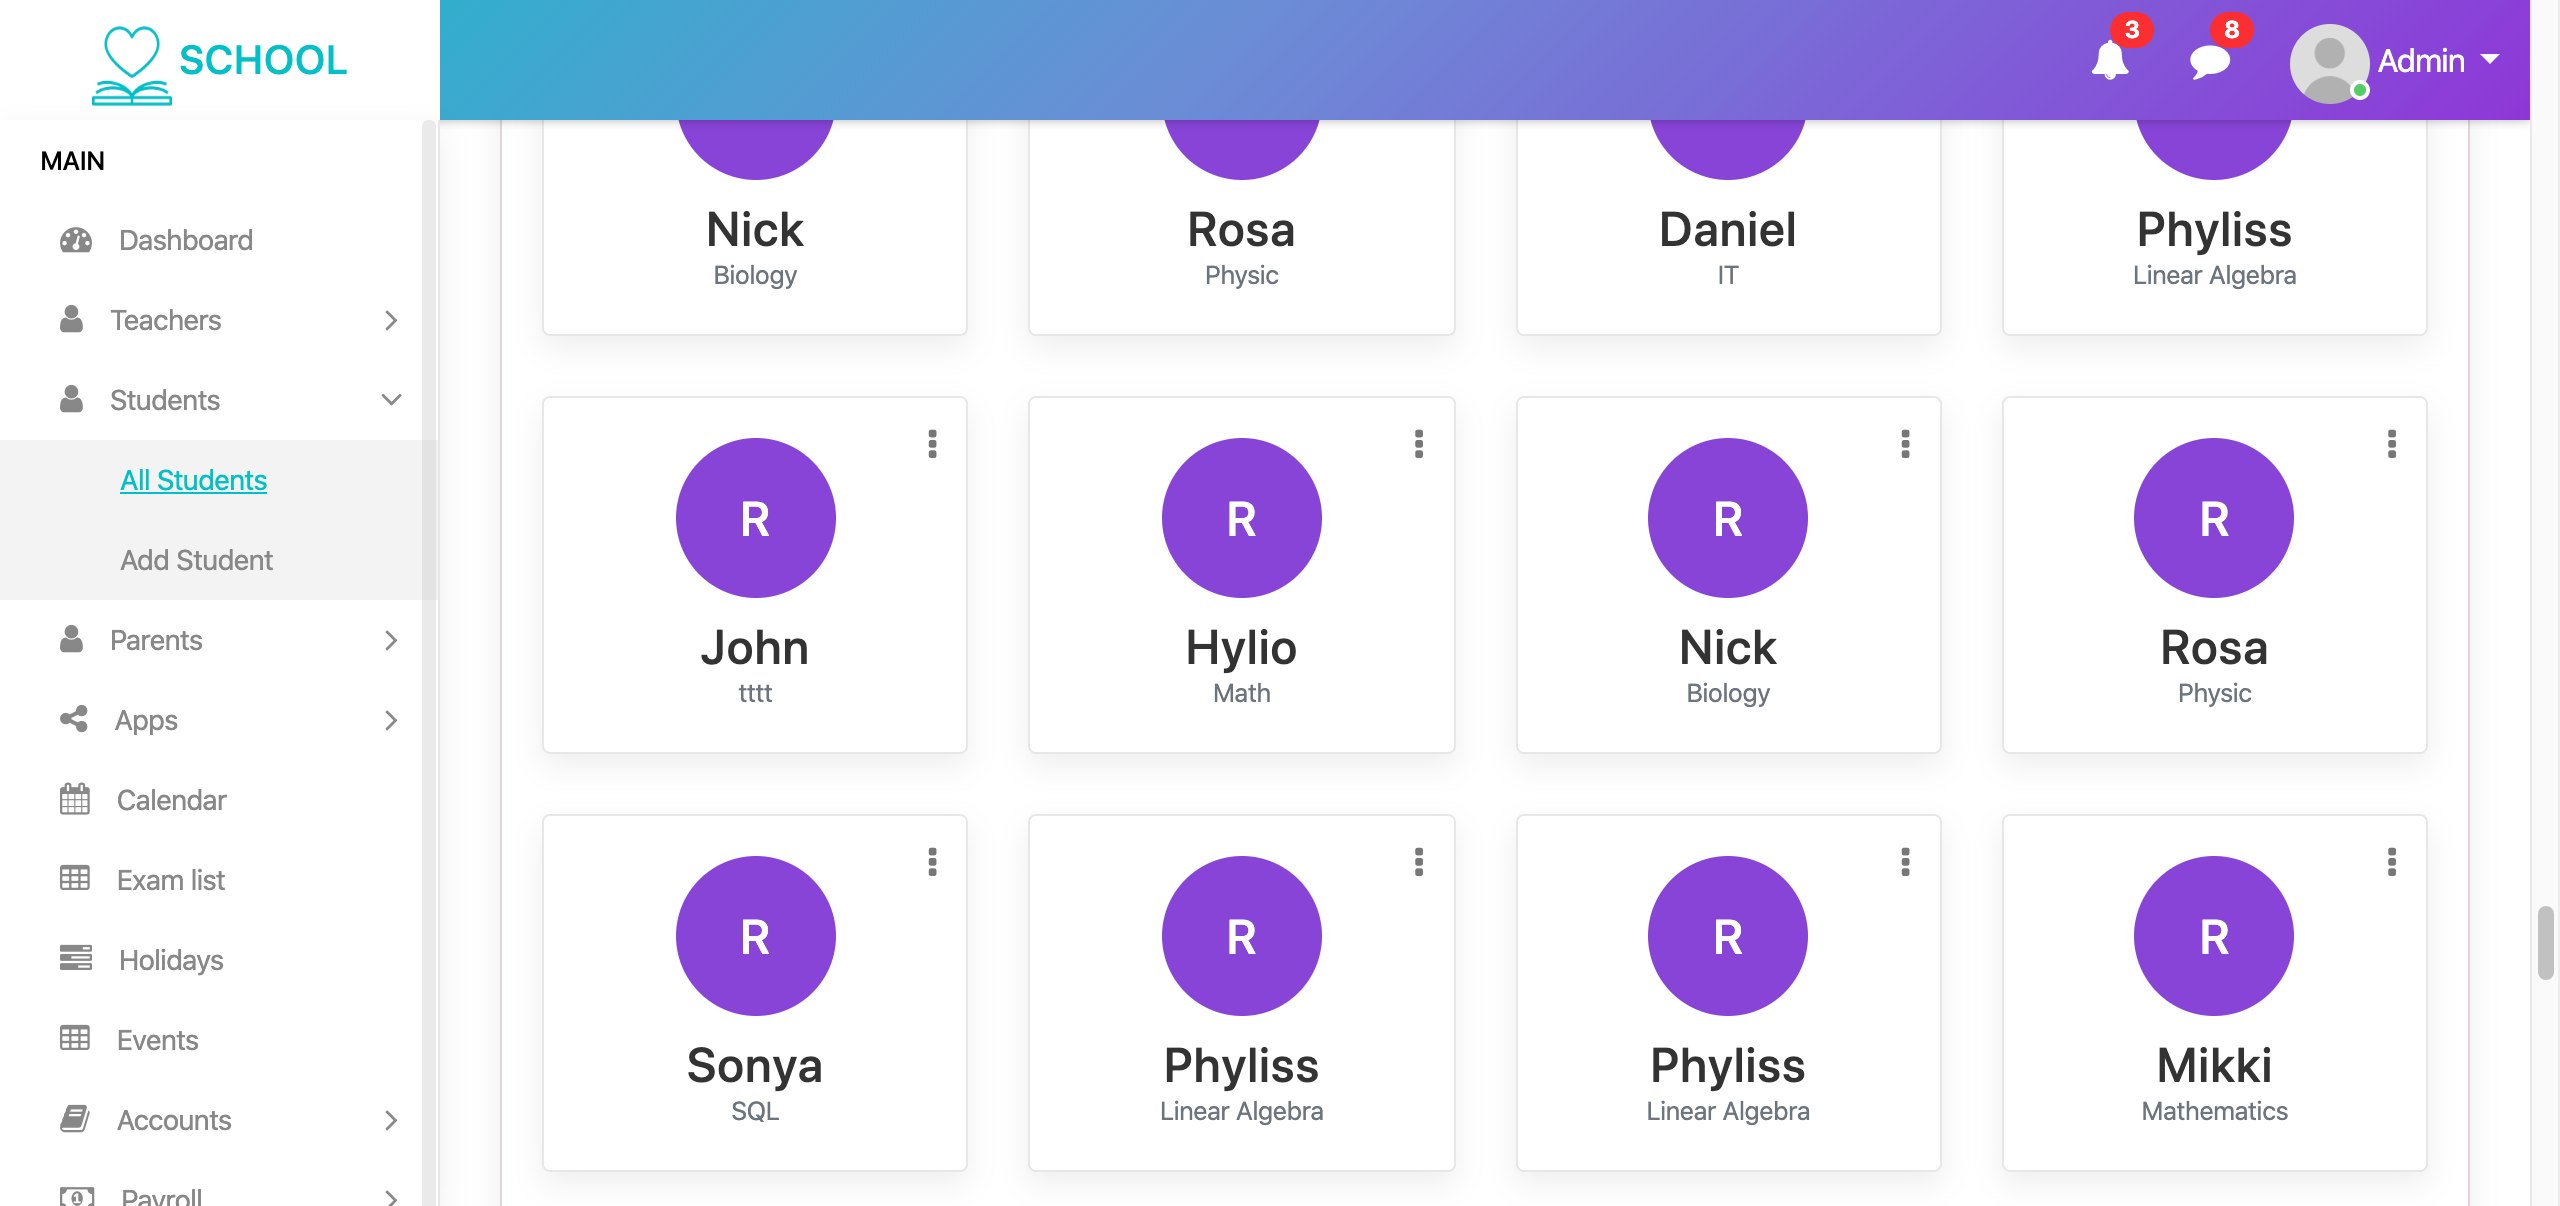 SCHOOL
3
8
Admin
MAIN
Dashboard
Teachers
Students
All Students
Add Student
Parents
Apps
Calendar
Exam list
Holidays
Events
Accounts
Payroll
Nick
Biology
Rosa
Physic
Daniel
IT
Phyliss
Linear Algebra
R
John
tttt
R
Hylio
Math
R
Nick
Biology
R
Rosa
Physic
R
Sonya
SQL
R
Phyliss
Linear Algebra
R
Phyliss
Linear Algebra
R
Mikki
Mathematics